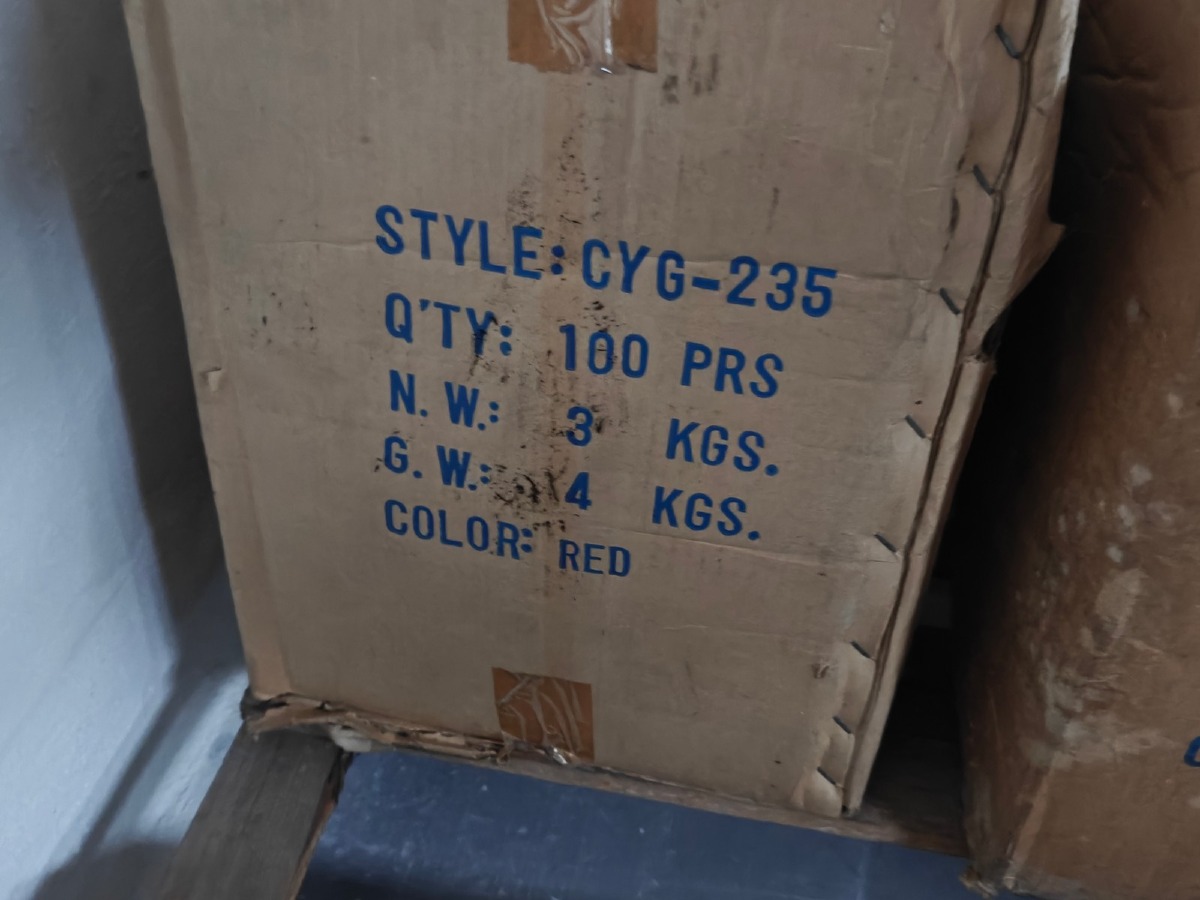 STYLE: CYG-235
Q'TY: 100 PRS
N. W.: 3 KGS.
G. W.: 4 KGS.
COLOR: RED